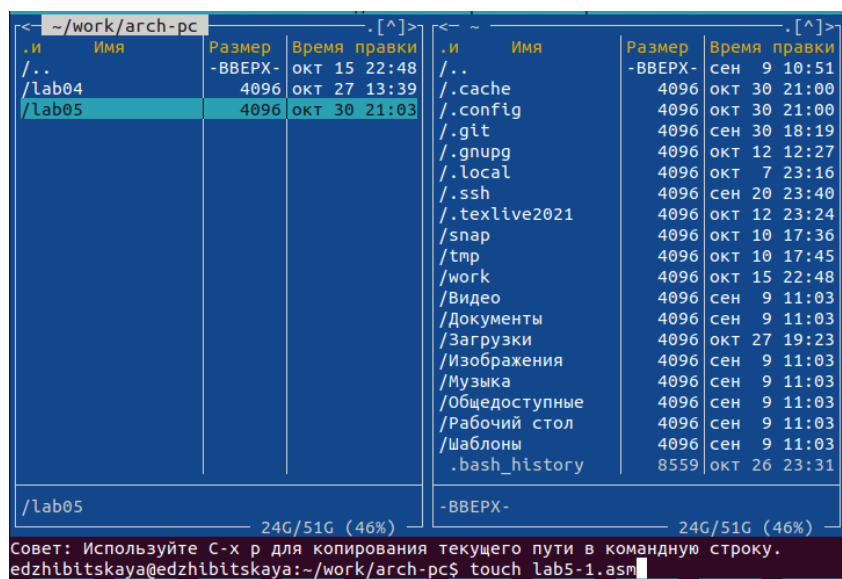 <─ ~/work/arch-pc ─.[^]>
.и Имя Размер Время правки
/.. -ВВЕРХ- окт 15 22:48
/lab04 4096 окт 27 13:39
/lab05 4096 окт 30 21:03
/lab05
24G/51G (46%)
<─ ~ ─.[^]>
.и Имя Размер Время правки
/.. -ВВЕРХ- сен 9 10:51
/.cache 4096 окт 30 21:00
/.config 4096 окт 30 21:00
/.git 4096 сен 30 18:19
/.gnupg 4096 окт 12 12:27
/.local 4096 окт 7 23:16
/.ssh 4096 сен 20 23:40
/.texlive2021 4096 окт 12 23:24
/snap 4096 окт 10 17:36
/tmp 4096 окт 10 17:45
/work 4096 окт 15 22:48
/Видео 4096 сен 9 11:03
/Документы 4096 сен 9 11:03
/Загрузки 4096 окт 27 19:23
/Изображения 4096 сен 9 11:03
/Музыка 4096 сен 9 11:03
/Общедоступные 4096 сен 9 11:03
/Рабочий стол 4096 сен 9 11:03
/Шаблоны 4096 сен 9 11:03
.bash_history 8559 окт 26 23:31
-ВВЕРХ-
24G/51G (46%)
Совет: Используйте C-x p для копирования текущего пути в командную строку.
edzhibitskaya@edzhibitskaya:~/work/arch-pc$ touch lab5-1.asm